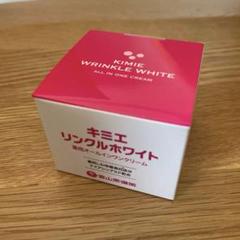 KIMIE
WRINKLE WHITE
ALL IN ONE CREAM
キミエ
リンクルホワイト
薬用オールインワンクリーム
富山常備薬